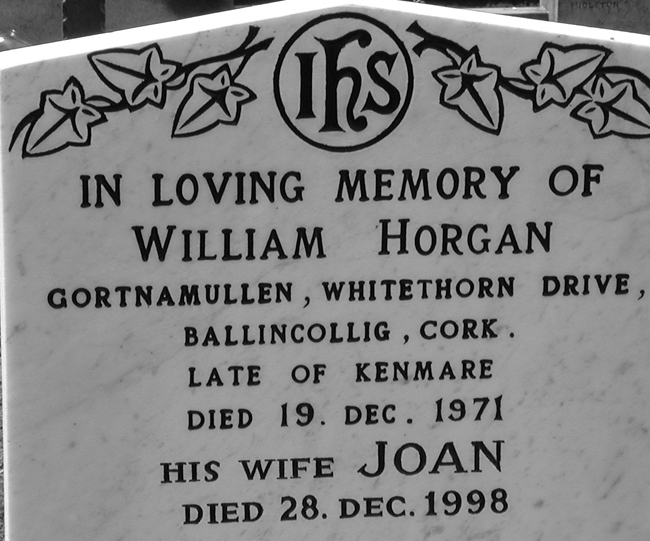 IHS
IN LOVING MEMORY OF
WILLIAM HORGAN
GORTNAMULLEN, WHITETHORN DRIVE,
BALLINCOLLIG, CORK.
LATE OF KENMARE
DIED 19. DEC. 1971
HIS WIFE JOAN
DIED 28. DEC. 1998